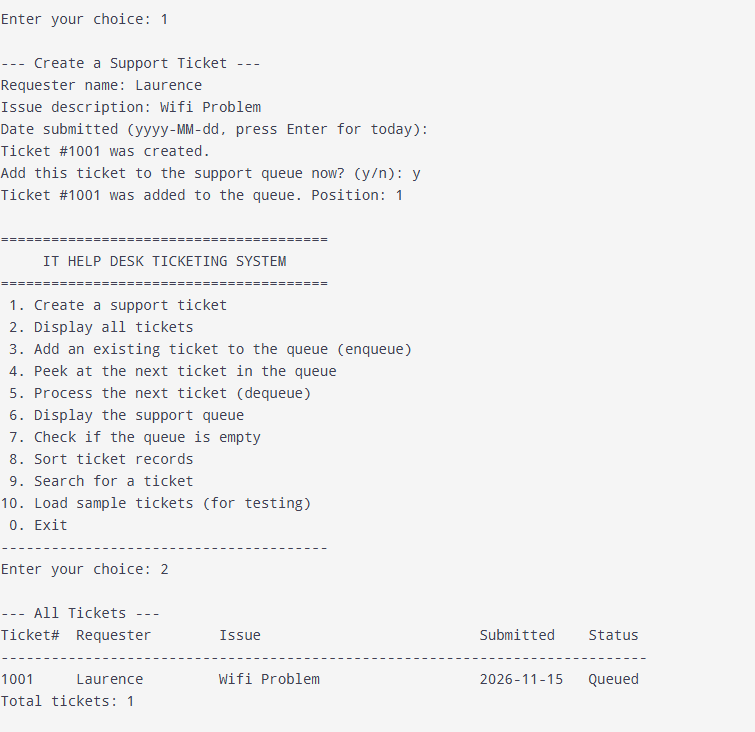 Enter your choice: 1

--- Create a Support Ticket ---
Requester name: Laurence
Issue description: Wifi Problem
Date submitted (yyyy-MM-dd, press Enter for today):
Ticket #1001 was created.
Add this ticket to the support queue now? (y/n): y
Ticket #1001 was added to the queue. Position: 1

=======================================
     IT HELP DESK TICKETING SYSTEM
=======================================
 1. Create a support ticket
 2. Display all tickets
 3. Add an existing ticket to the queue (enqueue)
 4. Peek at the next ticket in the queue
 5. Process the next ticket (dequeue)
 6. Display the support queue
 7. Check if the queue is empty
 8. Sort ticket records
 9. Search for a ticket
10. Load sample tickets (for testing)
 0. Exit
---------------------------------------
Enter your choice: 2

--- All Tickets ---
Ticket#  Requester        Issue                          Submitted    Status
-----------------------------------------------------------------------------
1001     Laurence         Wifi Problem                   2026-11-15   Queued
Total tickets: 1